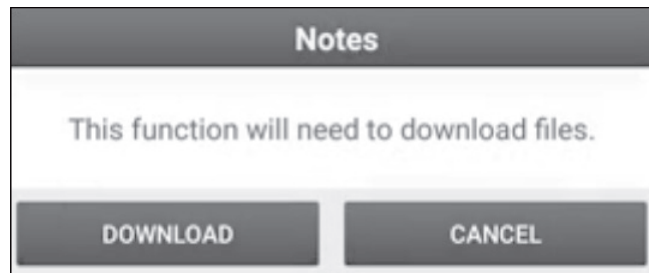 Notes
This function will need to download files.
DOWNLOAD
CANCEL